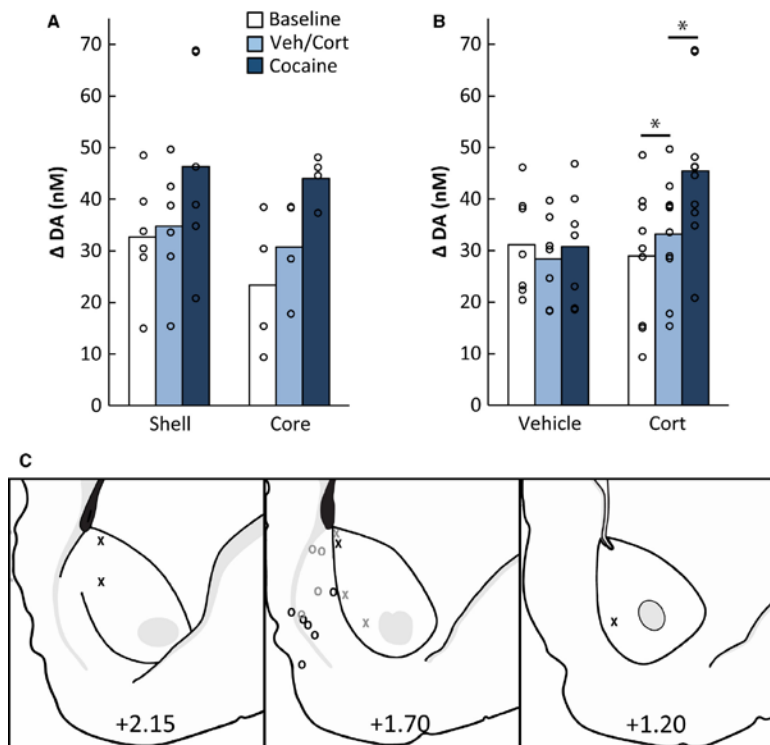 A
Baseline
Veh/Cort
Cocaine
Δ DA (nM)
70
60
50
40
30
20
10
0
Shell Core
B
*
*
Δ DA (nM)
70
60
50
40
30
20
10
0
Vehicle Cort
C
x
x
+2.15
x
x
o o
o o x
x
o o
o
o
o
+1.70
x
+1.20